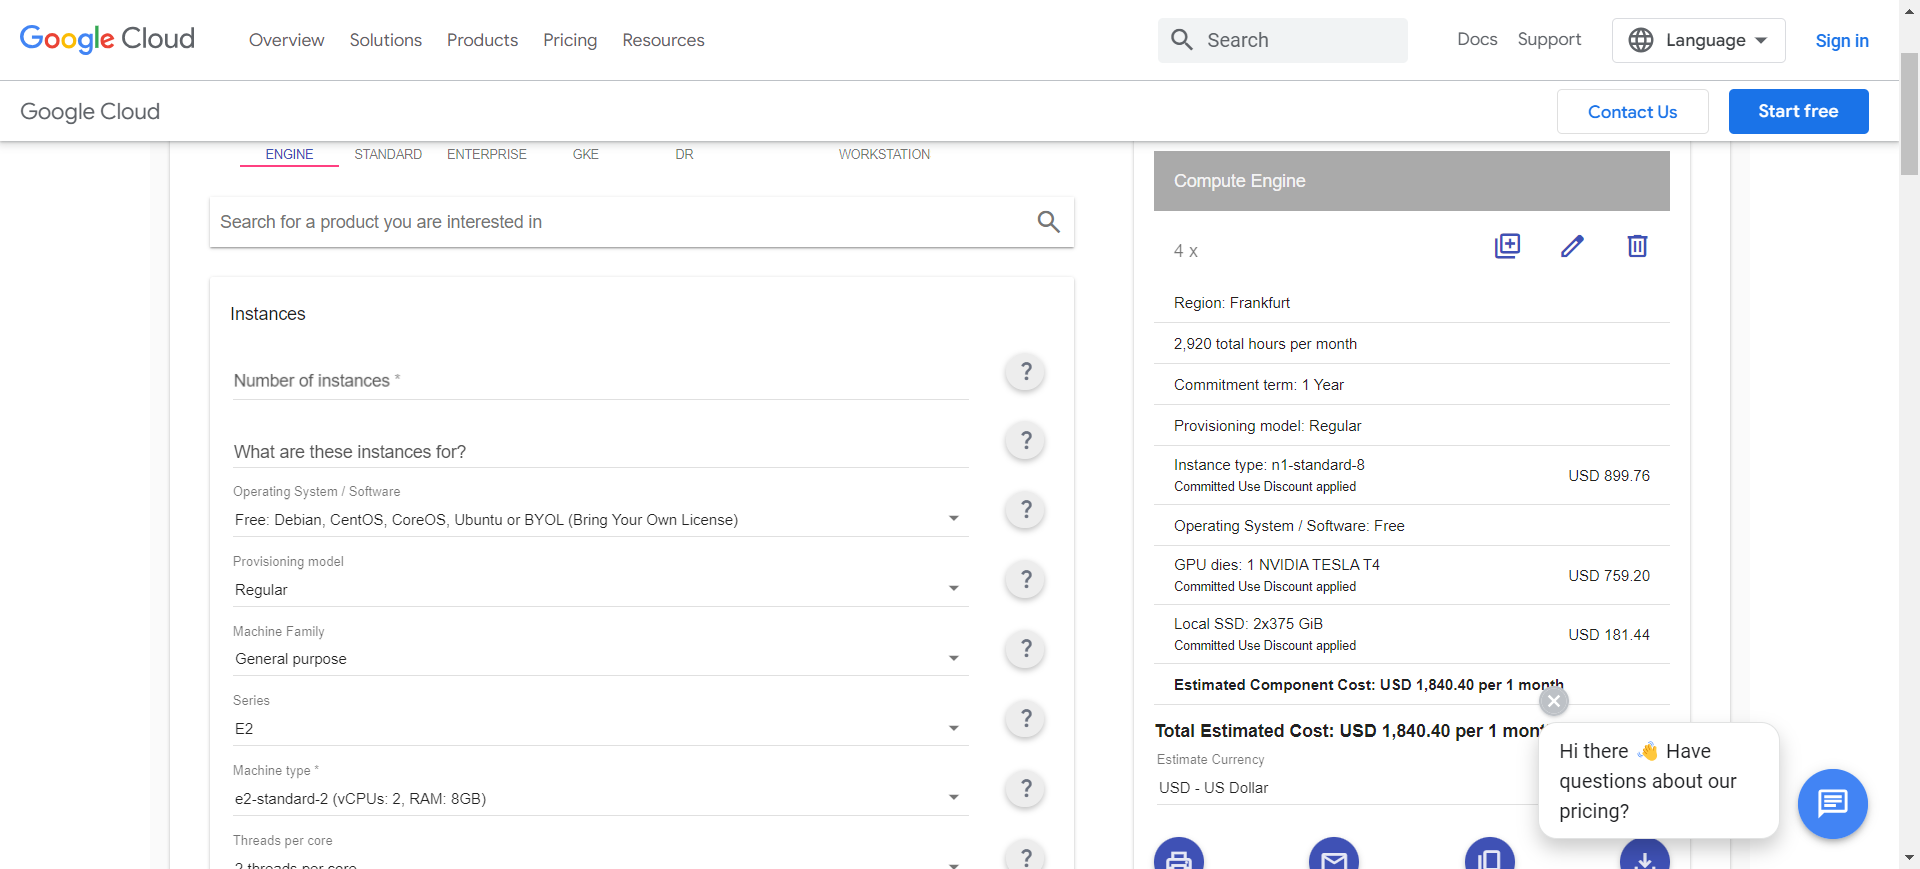 Google Cloud
Overview
Solutions
Products
Pricing
Resources
Search
Docs
Support
Language
Sign in
Google Cloud
Contact Us
Start free
ENGINE
STANDARD
ENTERPRISE
GKE
DR
WORKSTATION
Search for a product you are interested in
Instances
Number of instances *
?
What are these instances for?
?
Operating System / Software
Free: Debian, CentOS, CoreOS, Ubuntu or BYOL (Bring Your Own License)
?
Provisioning model
Regular
?
Machine Family
General purpose
?
Series
E2
?
Machine type *
e2-standard-2 (vCPUs: 2, RAM: 8GB)
?
Threads per core
2 threads per core
?
Compute Engine
4 x
Region: Frankfurt
2,920 total hours per month
Commitment term: 1 Year
Provisioning model: Regular
Instance type: n1-standard-8
Committed Use Discount applied
USD 899.76
Operating System / Software: Free
GPU dies: 1 NVIDIA TESLA T4
Committed Use Discount applied
USD 759.20
Local SSD: 2x375 GiB
Committed Use Discount applied
USD 181.44
Estimated Component Cost: USD 1,840.40 per 1 month
Total Estimated Cost: USD 1,840.40 per 1 mont
Estimate Currency
USD - US Dollar
Hi there 👋 Have
questions about our
pricing?